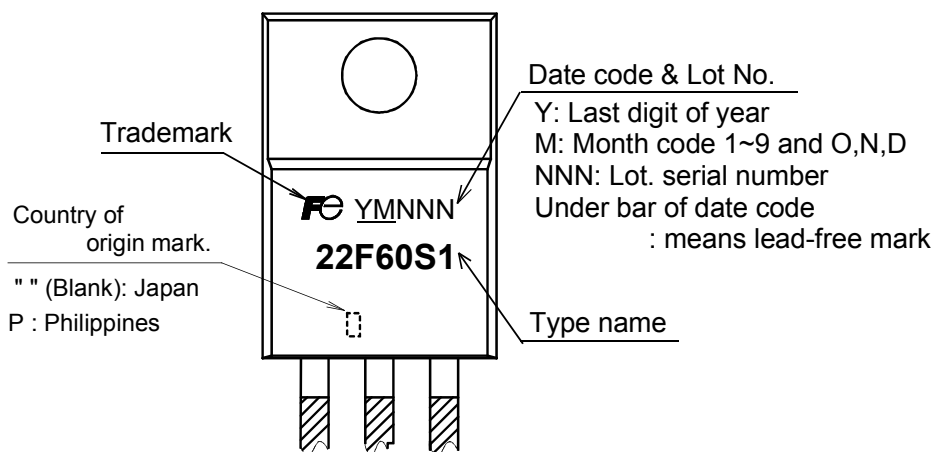 Date code & Lot No.
Y: Last digit of year
M: Month code 1~9 and O,N,D
NNN: Lot. serial number
Under bar of date code
: means lead-free mark
Trademark
Fe YMNNN
22F60S1
Country of
origin mark.
" " (Blank): Japan
P : Philippines
Type name